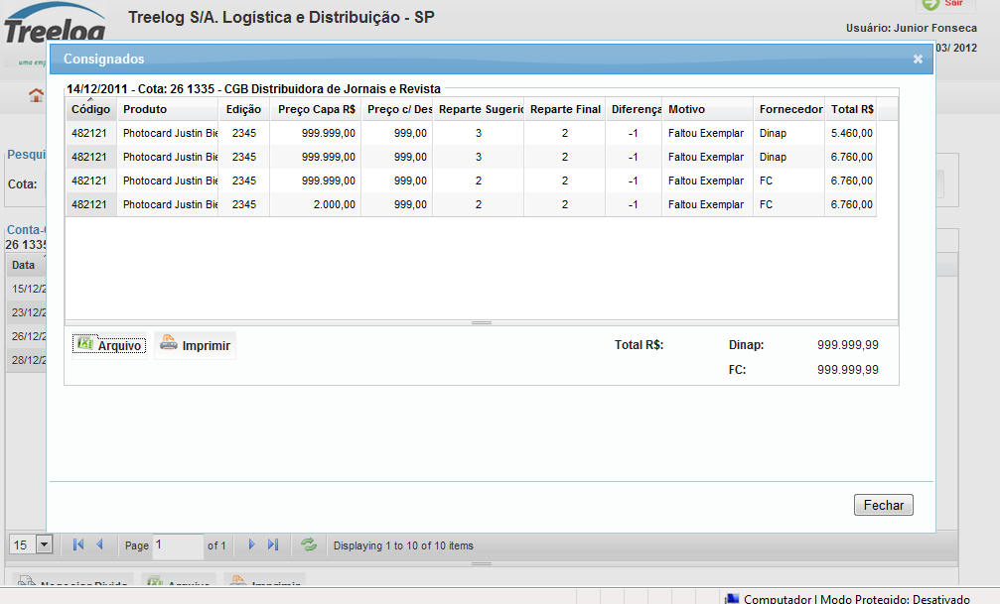 Treelog
Treelog S/A. Logística e Distribuição - SP
Sair
Usuário: Junior Fonseca
03/ 2012
Consignados
14/12/2011 - Cota: 26 1335 - CGB Distribuidora de Jornais e Revista
Código Produto Edição Preço Capa R$ Preço c/ Des Reparte Sugerid Reparte Final Diferença Motivo Fornecedor Total R$
482121 Photocard Justin Bie 2345 999.999,00 999,00 3 2 -1 Faltou Exemplar Dinap 5.460,00
482121 Photocard Justin Bie 2345 999.999,00 999,00 3 2 -1 Faltou Exemplar Dinap 6.760,00
482121 Photocard Justin Bie 2345 999.999,00 999,00 2 2 -1 Faltou Exemplar FC 6.760,00
482121 Photocard Justin Bie 2345 2.000,00 999,00 2 2 -1 Faltou Exemplar FC 6.760,00
Arquivo Imprimir Total R$: Dinap: 999.999,99
FC: 999.999,99
Fechar
Pesqui
Cota:
Conta-
26 1335
Data
15/12/2
23/12/2
26/12/2
28/12/2
15 Page 1 of 1 Displaying 1 to 10 of 10 items
Negociar Divida Arquivo Imprimir
Computador | Modo Protegido: Desativado